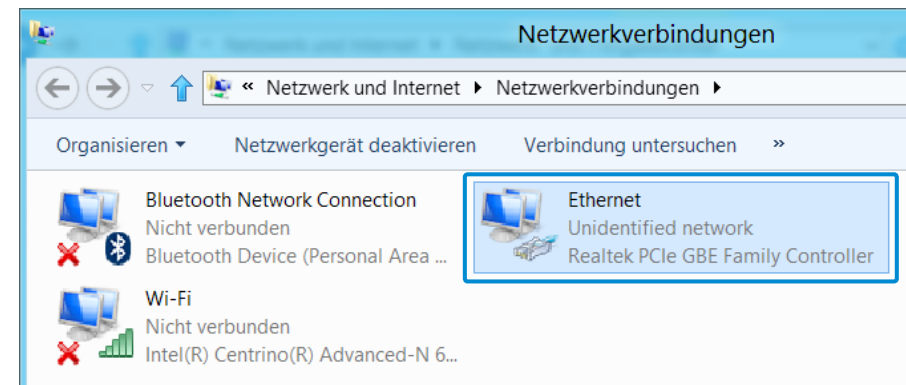 Netzwerkverbindungen
« Netzwerk und Internet Netzwerkverbindungen
Organisieren Netzwerkgerät deaktivieren Verbindung untersuchen »
Bluetooth Network Connection
Nicht verbunden
Bluetooth Device (Personal Area ...
Ethernet
Unidentified network
Realtek PCIe GBE Family Controller
Wi-Fi
Nicht verbunden
Intel(R) Centrino(R) Advanced-N 6...